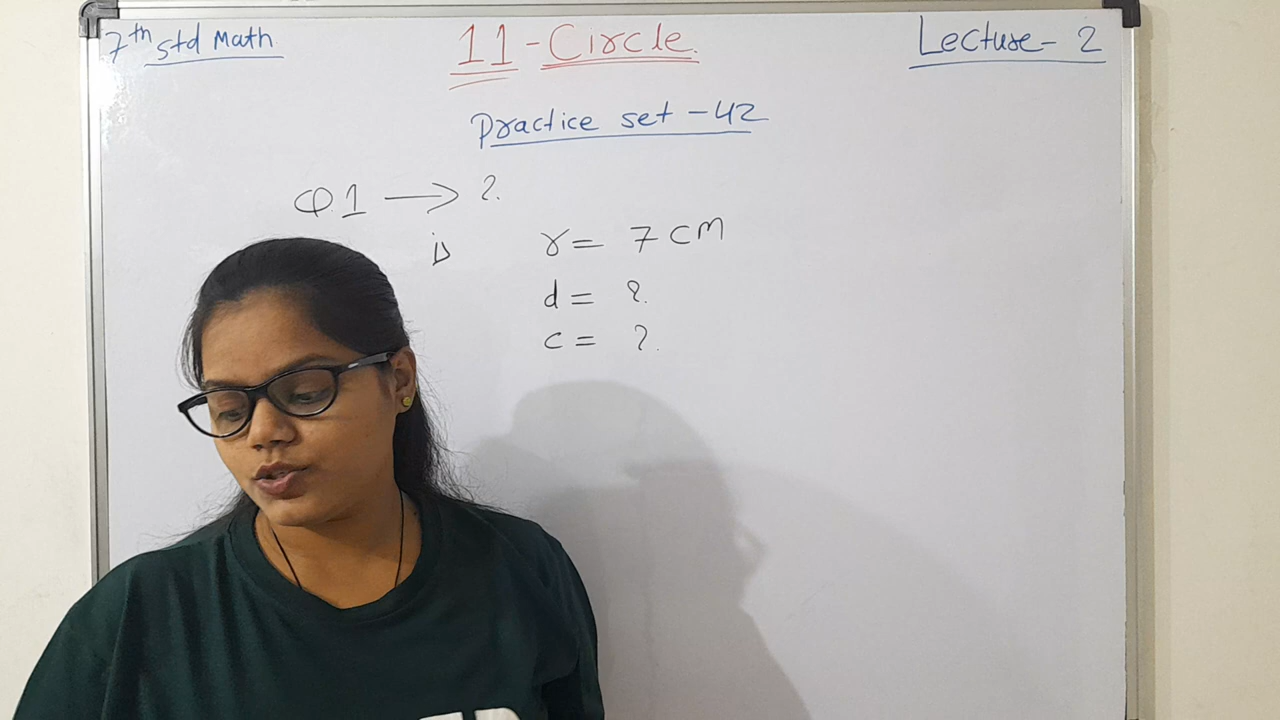 7th std Math
11 - Circle.
Lecture - 2
Practice set - 42
Q.1 → ?.
i)
r = 7 cm
d = ?.
c = ?.